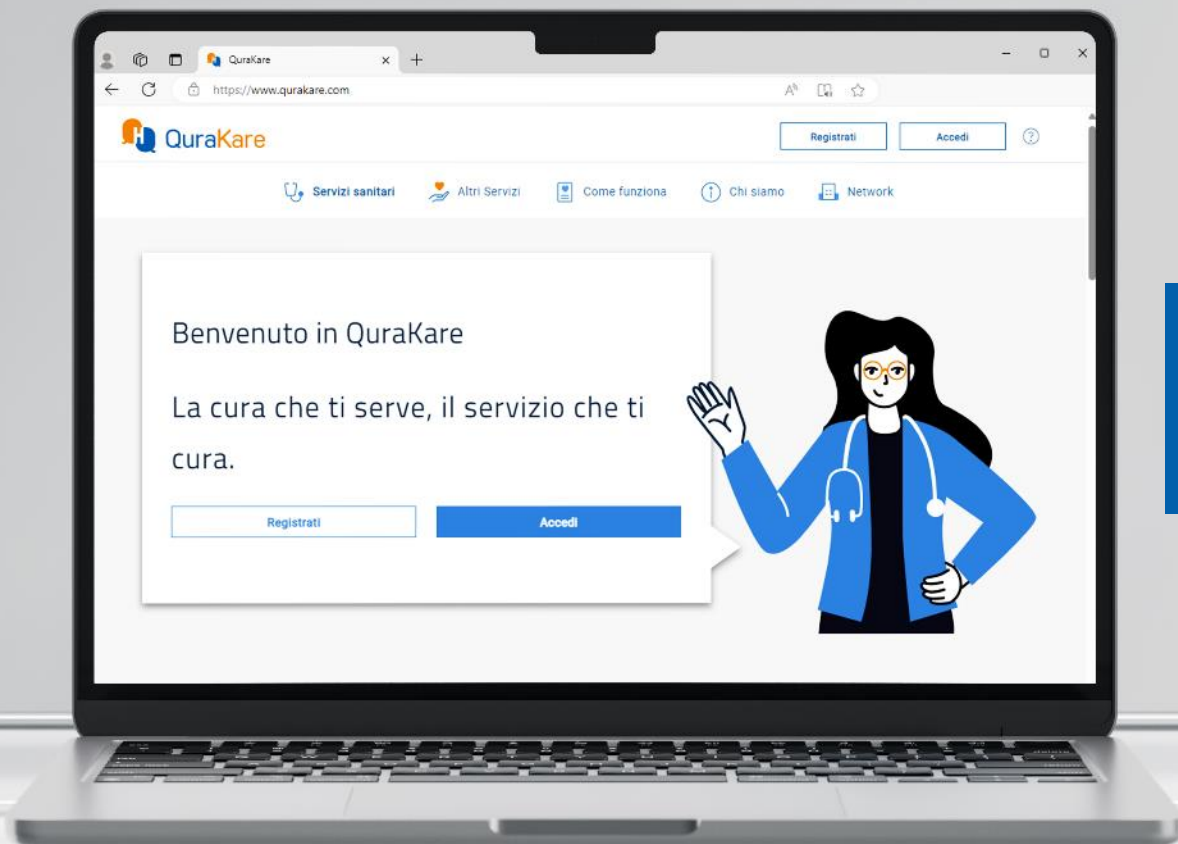 QuraKare
https://www.qurakare.com
QuraKare
Registrati
Accedi
Servizi sanitari
Altri Servizi
Come funziona
Chi siamo
Network
Benvenuto in QuraKare
La cura che ti serve, il servizio che ti
cura.
Registrati
Accedi